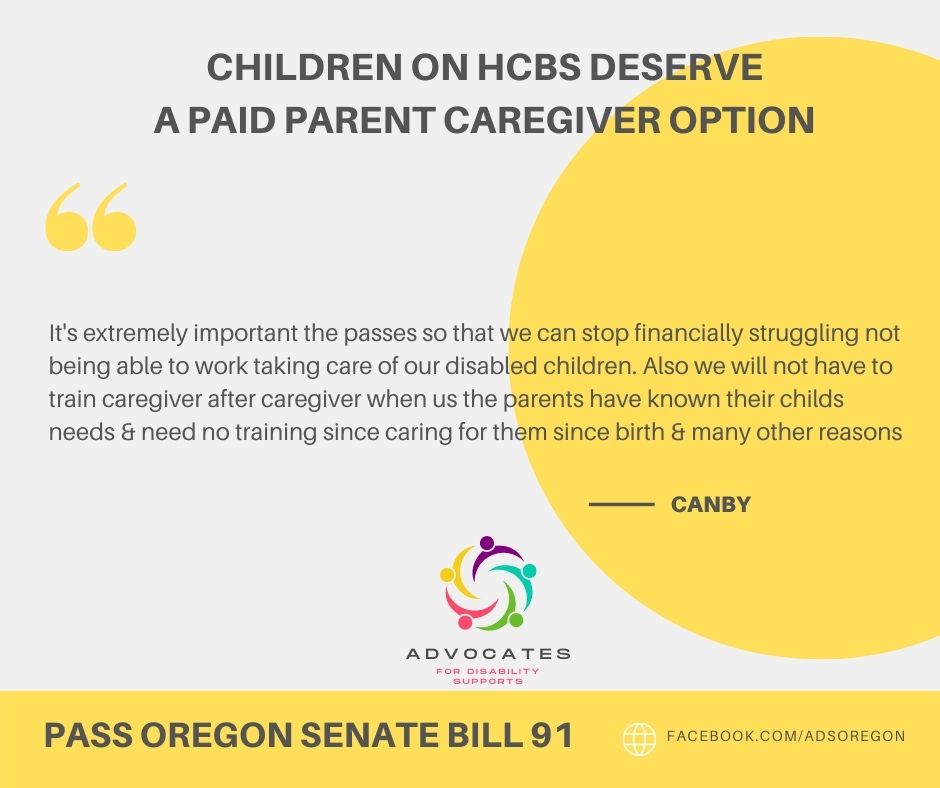 CHILDREN ON HCBS DESERVE
A PAID PARENT CAREGIVER OPTION
“
It's extremely important the passes so that we can stop financially struggling not
being able to work taking care of our disabled children. Also we will not have to
train caregiver after caregiver when us the parents have known their childs
needs & need no training since caring for them since birth & many other reasons
— CANBY
ADVOCATES
FOR DISABILITY
SUPPORTS
PASS OREGON SENATE BILL 91
FACEBOOK.COM/ADSOREGON